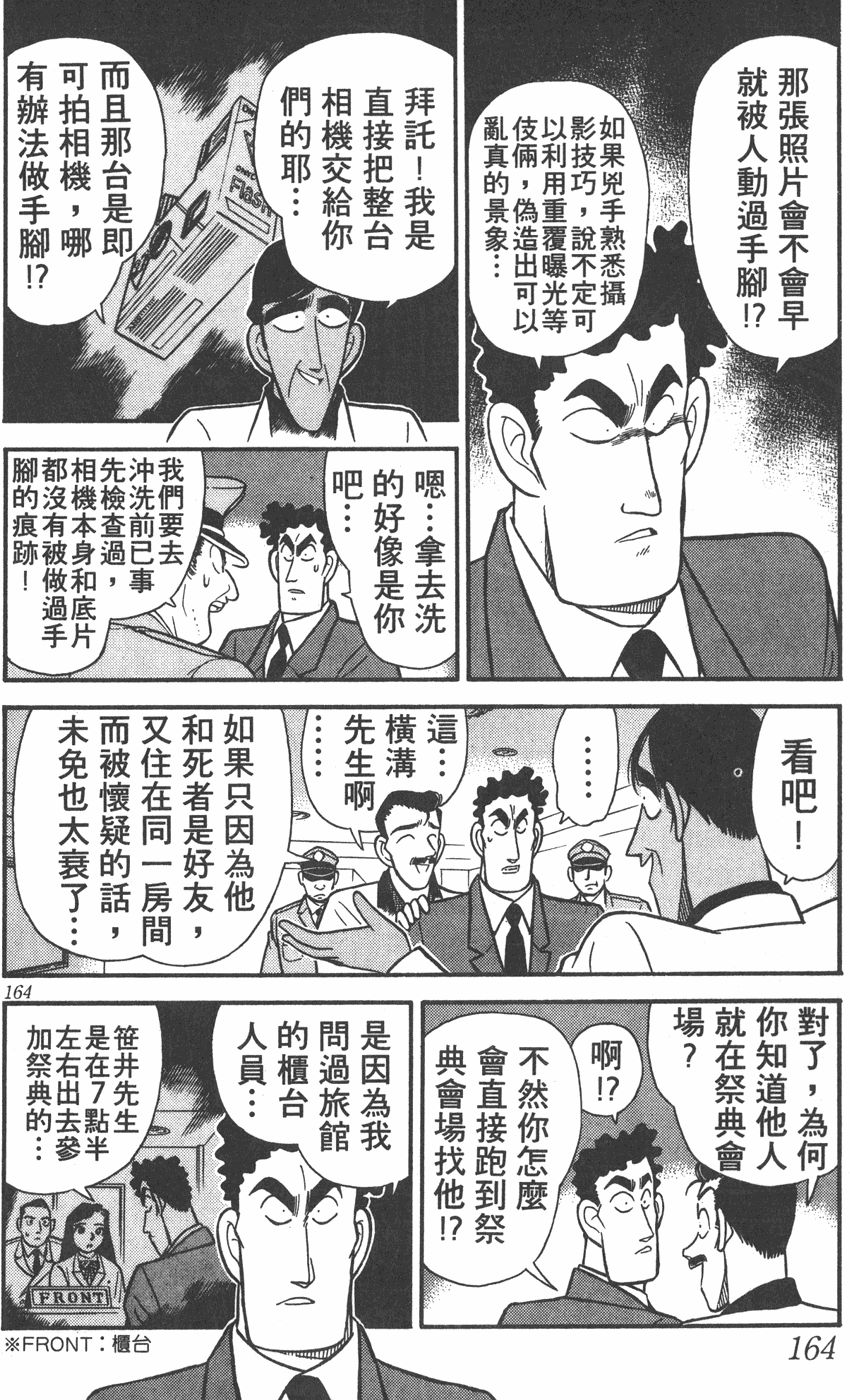 那張照片會不會早
就被人動過手腳!?
如果兇手熟悉攝
影技巧，說不定可
以利用重覆曝光等
伎倆，偽造出可以
亂真的景象…
拜託！我是
直接把整台
相機交給你
們的耶…
而且那台是即
可拍相機，哪
有辦法做手腳!?
Flash
嗯…拿去洗
的好像是你
吧…
我們要去
沖洗前已事
先檢查過，
相機本身和底片
都沒有被做過手
腳的痕跡！
看吧！
……
這…
橫溝
先生啊
……
如果只因為他
和死者是好友，
又住在同一房間
而被懷疑的話，
未免也太衰了…
164
對了，為何
你知道他人
就在祭典會
場？
啊!?
不然你怎麼
會直接跑到祭
典會場找他!?
是因為我
問過旅館
的櫃台
人員…
笹井先生
是在7點半
左右出去參
加祭典的…
FRONT
※FRONT：櫃台
164